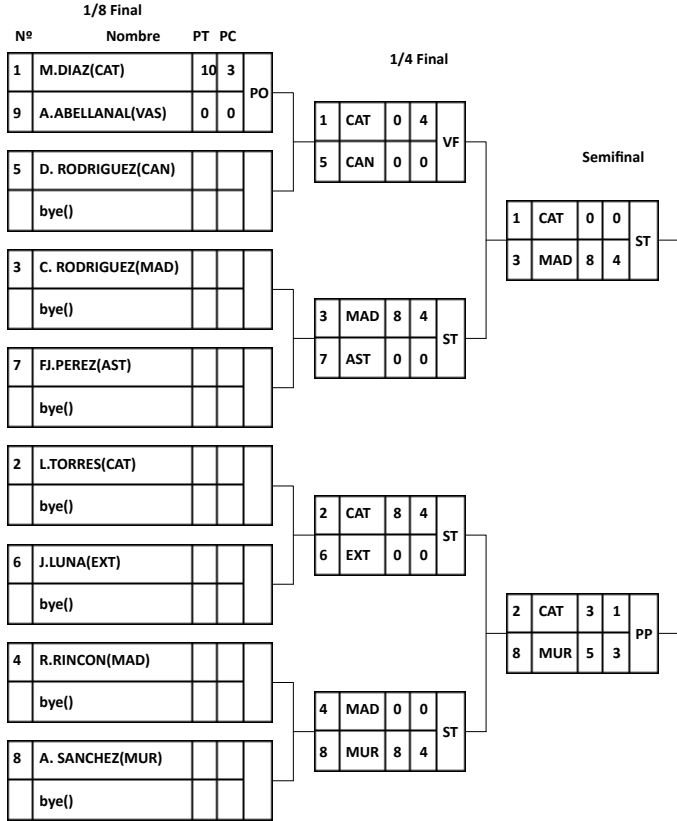 1/8 Final
Nº Nombre PT PC
1 M.DIAZ(CAT) 10 3
PO
9 A.ABELLANAL(VAS) 0 0
5 D. RODRIGUEZ(CAN)
bye()
3 C. RODRIGUEZ(MAD)
bye()
7 FJ.PEREZ(AST)
bye()
2 L.TORRES(CAT)
bye()
6 J.LUNA(EXT)
bye()
4 R.RINCON(MAD)
bye()
8 A. SANCHEZ(MUR)
bye()
1/4 Final
1 CAT 0 4
VF
5 CAN 0 0
3 MAD 8 4
ST
7 AST 0 0
2 CAT 8 4
ST
6 EXT 0 0
4 MAD 0 0
ST
8 MUR 8 4
Semifinal
1 CAT 0 0
ST
3 MAD 8 4
2 CAT 3 1
PP
8 MUR 5 3